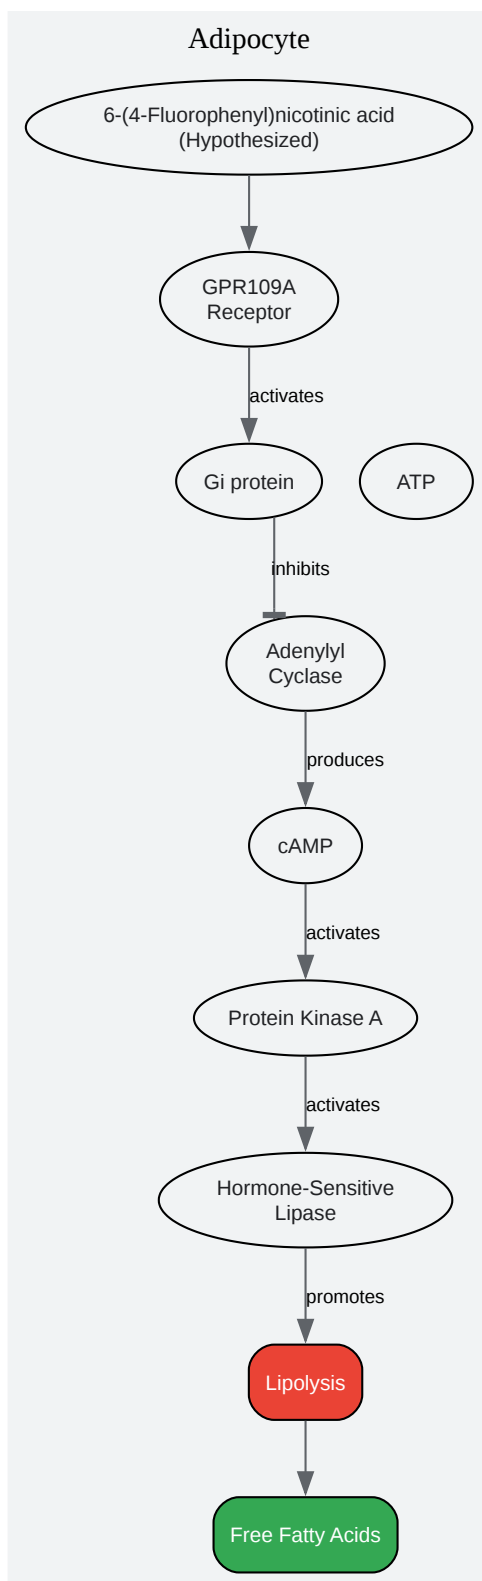 Adipocyte
6-(4-Fluorophenyl)nicotinic acid
(Hypothesized)
GPR109A
Receptor
activates
Gi protein
ATP
inhibits
Adenylyl
Cyclase
produces
cAMP
activates
Protein Kinase A
activates
Hormone-Sensitive
Lipase
promotes
Lipolysis
Free Fatty Acids